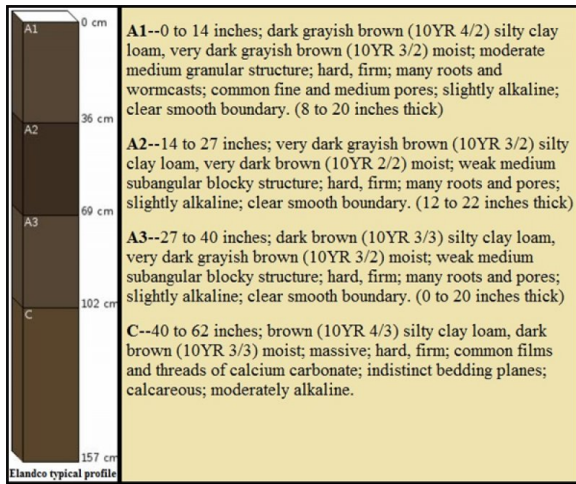 A1
0 cm
A2
36 cm
A3
69 cm
C
102 cm
157 cm
Elandco typical profile
A1--0 to 14 inches; dark grayish brown (10YR 4/2) silty clay
loam, very dark grayish brown (10YR 3/2) moist; moderate
medium granular structure; hard, firm; many roots and
wormcasts; common fine and medium pores; slightly alkaline;
clear smooth boundary. (8 to 20 inches thick)
A2--14 to 27 inches; very dark grayish brown (10YR 3/2) silty
clay loam, very dark brown (10YR 2/2) moist; weak medium
subangular blocky structure; hard, firm; many roots and pores;
slightly alkaline; clear smooth boundary. (12 to 22 inches thick)
A3--27 to 40 inches; dark brown (10YR 3/3) silty clay loam,
very dark grayish brown (10YR 3/2) moist; weak medium
subangular blocky structure; hard, firm; many roots and pores;
slightly alkaline; clear smooth boundary. (0 to 20 inches thick)
C--40 to 62 inches; brown (10YR 4/3) silty clay loam, dark
brown (10YR 3/3) moist; massive; hard, firm; common films
and threads of calcium carbonate; indistinct bedding planes;
calcareous; moderately alkaline.